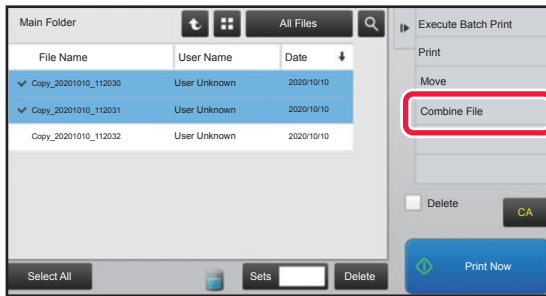 Main Folder
All Files
File Name User Name Date
Copy_20201010_112030 User Unknown 2020/10/10
Copy_20201010_112031 User Unknown 2020/10/10
Copy_20201010_112032 User Unknown 2020/10/10
Select All
Sets
Delete
Execute Batch Print
Print
Move
Combine File
Delete
CA
Print Now